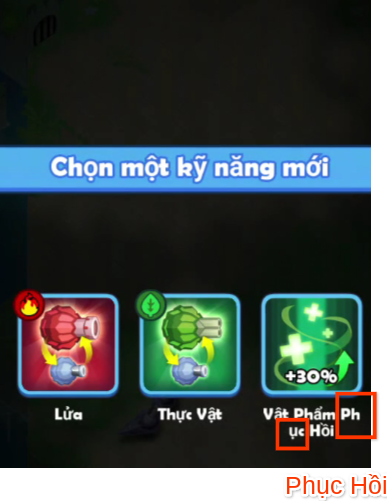 Chọn một kỹ năng mới
+30%
Lửa
Thực Vật
Vật Phẩm Ph
ục Hồi
Phục Hồi